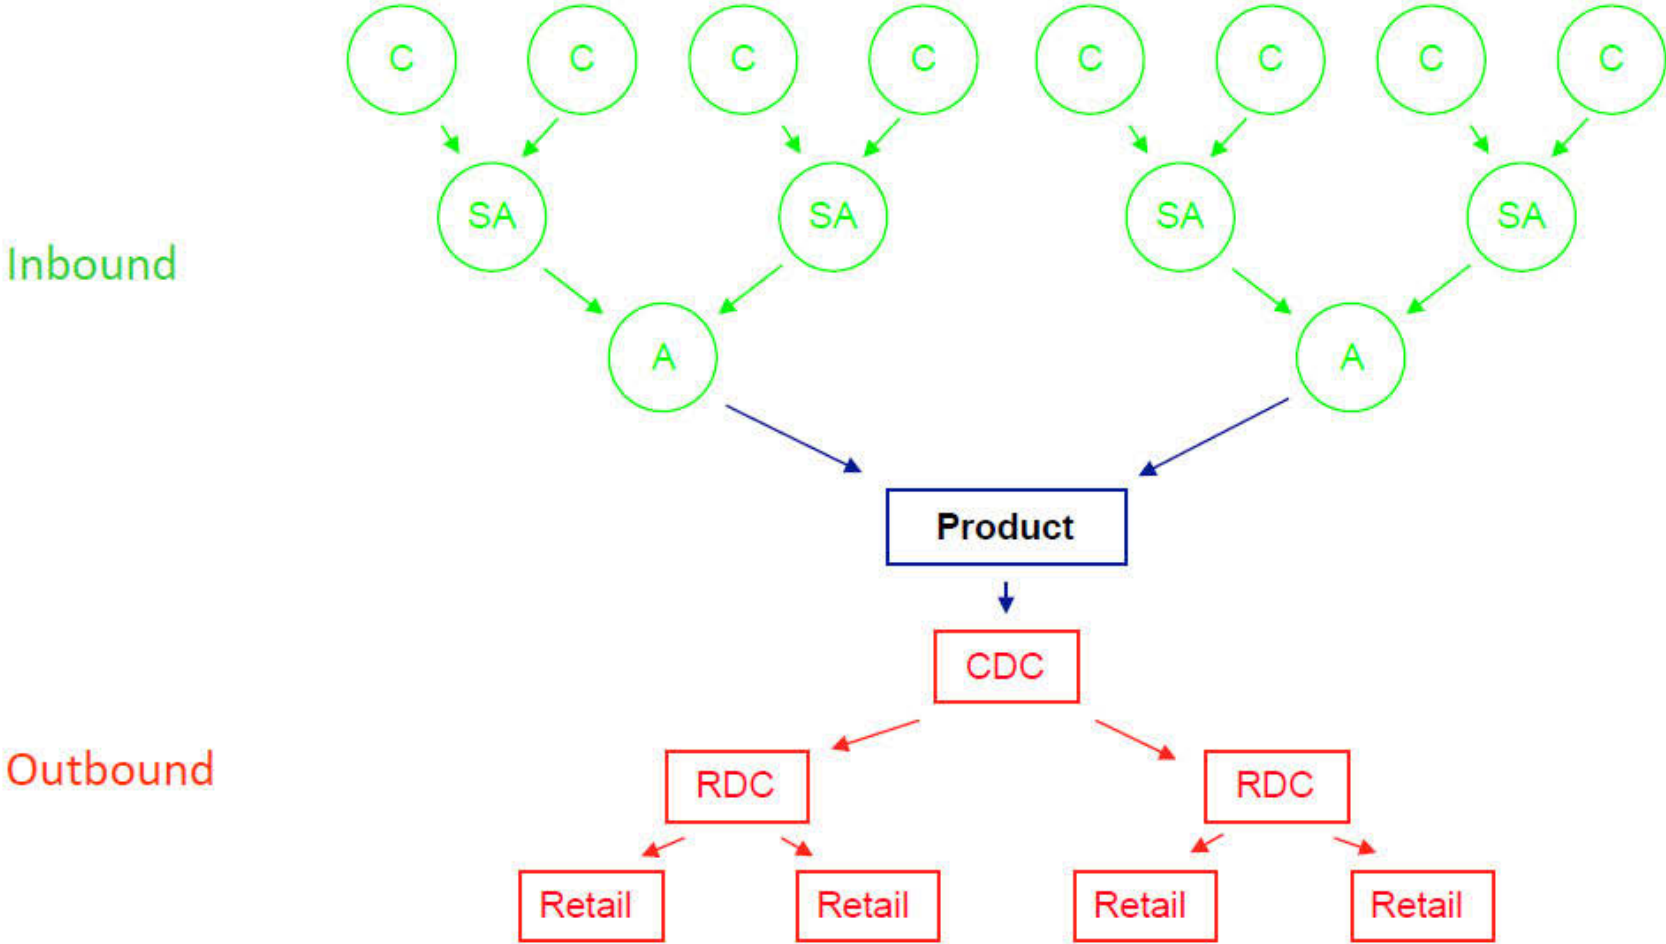 C C C C C C C C
SA SA SA SA
Inbound
A A
Product
CDC
Outbound
RDC RDC
Retail Retail Retail Retail